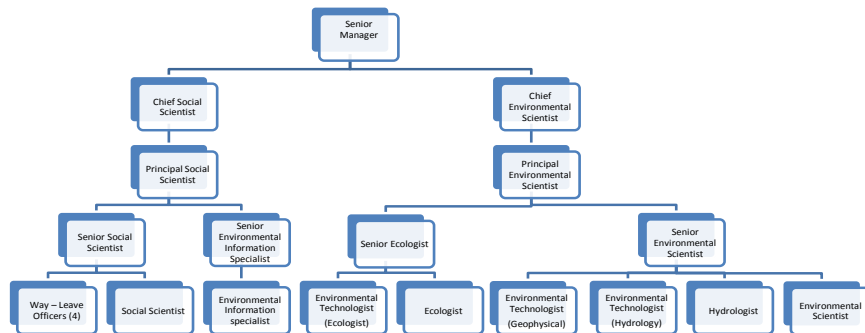 Senior
Manager
Chief Social
Scientist
Chief
Environmental
Scientist
Principal Social
Scientist
Principal
Environmental
Scientist
Senior Social
Scientist
Senior
Environmental
Information
Specialist
Senior Ecologist
Senior
Environmental
Scientist
Way – Leave
Officers (4)
Social Scientist
Environmental
Information
specialist
Environmental
Technologist
(Ecologist)
Ecologist
Environmental
Technologist
(Geophysical)
Environmental
Technologist
(Hydrology)
Hydrologist
Environmental
Scientist